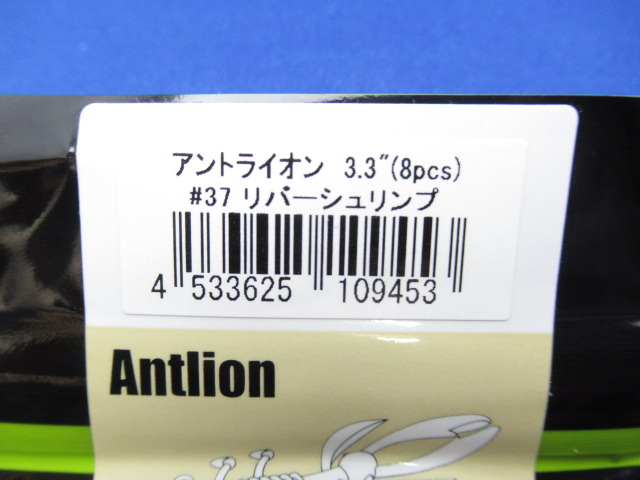 アントライオン 3.3"(8pcs)
#37 リバーシュリンプ
4 533625 109453
Antlion